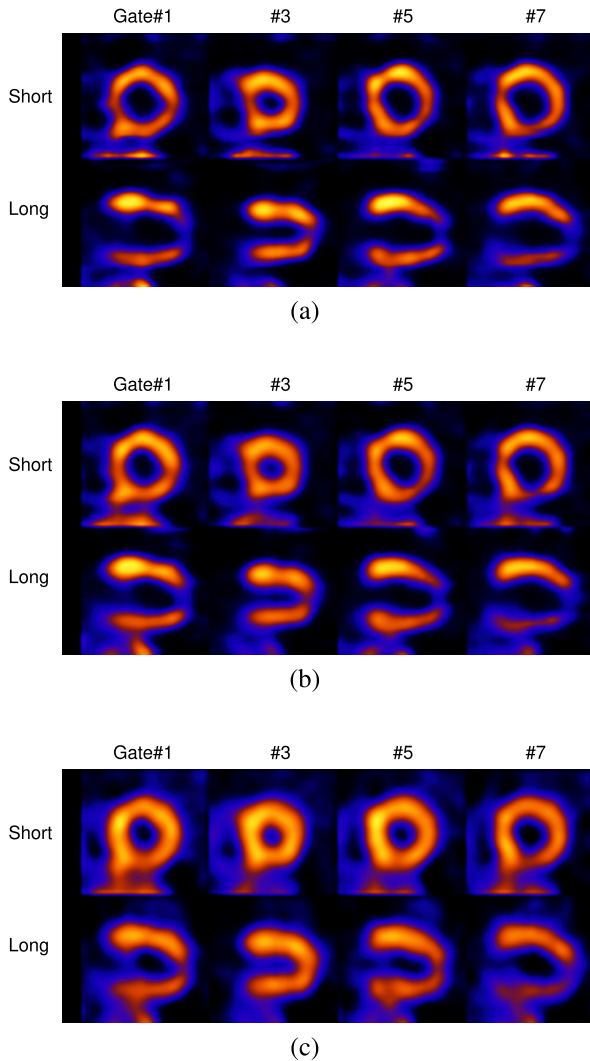 Gate#1 #3 #5 #7
Short
Long
(a)
Gate#1 #3 #5 #7
Short
Long
(b)
Gate#1 #3 #5 #7
Short
Long
(c)